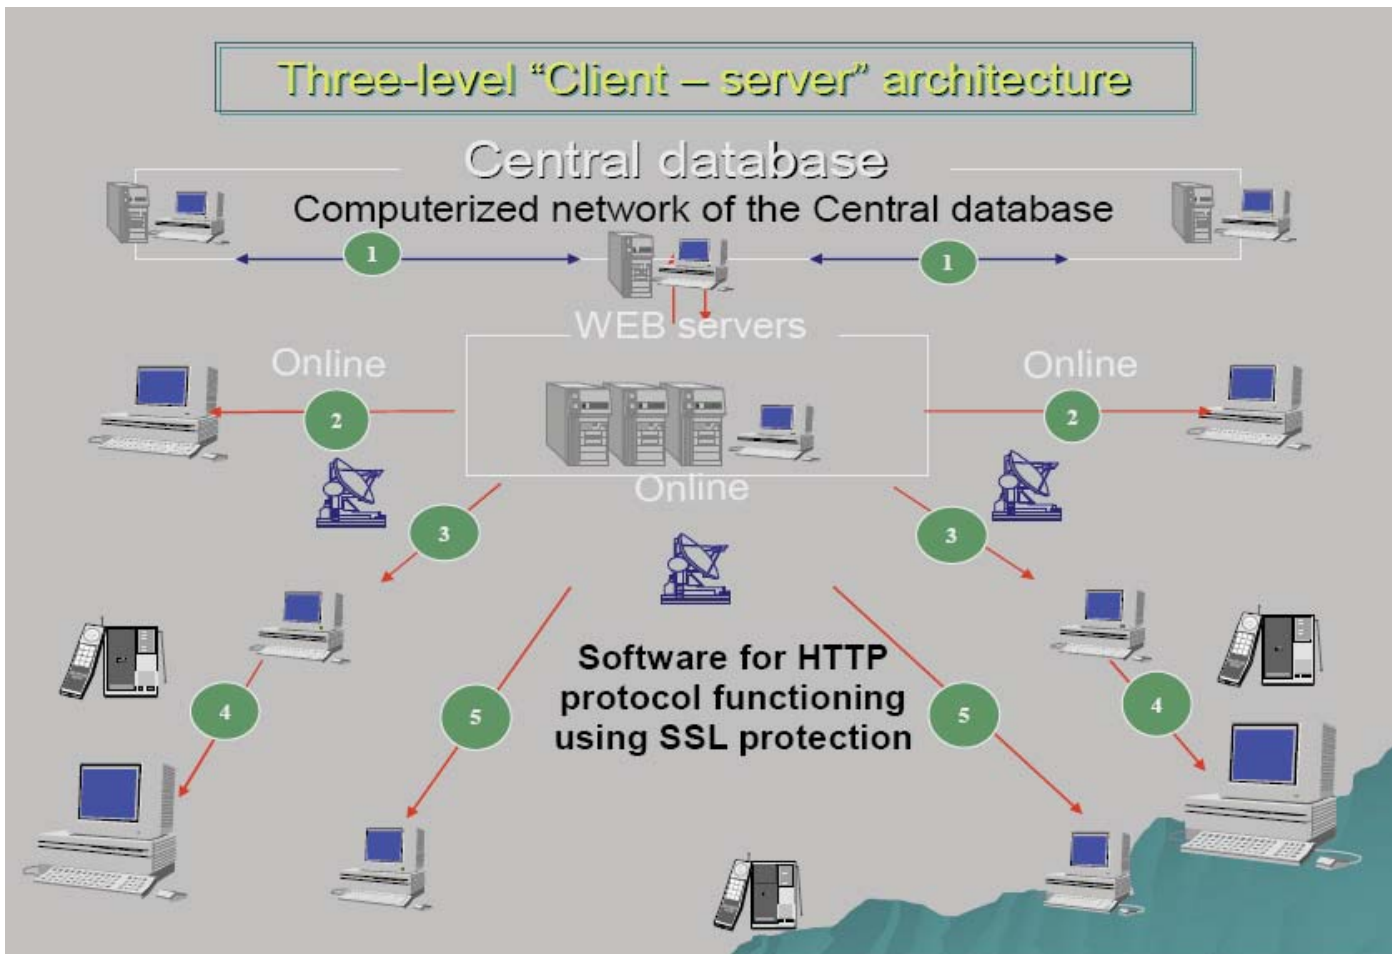 Three-level “Client – server” architecture
Central database
Computerized network of the Central database
1
1
WEB servers
Online
Online
2
2
Online
3
3
Software for HTTP
protocol functioning
using SSL protection
4
5
5
4